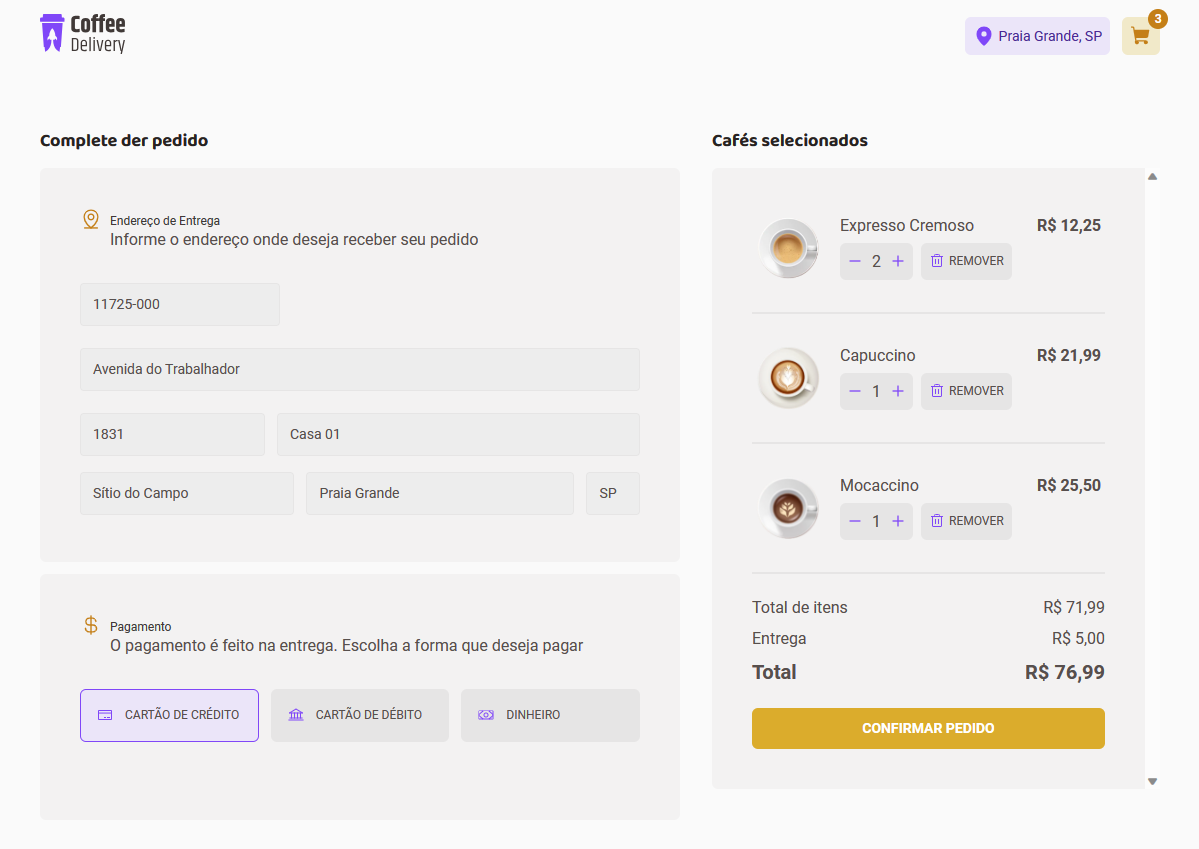 Coffee
Delivery
Praia Grande, SP
3
Complete der pedido
Endereço de Entrega
Informe o endereço onde deseja receber seu pedido
11725-000
Avenida do Trabalhador
1831
Casa 01
Sítio do Campo
Praia Grande
SP
Pagamento
O pagamento é feito na entrega. Escolha a forma que deseja pagar
CARTÃO DE CRÉDITO
CARTÃO DE DÉBITO
DINHEIRO
Cafés selecionados
Expresso Cremoso
R$ 12,25
2
REMOVER
Capuccino
R$ 21,99
1
REMOVER
Mocaccino
R$ 25,50
1
REMOVER
Total de itens
R$ 71,99
Entrega
R$ 5,00
Total
R$ 76,99
CONFIRMAR PEDIDO